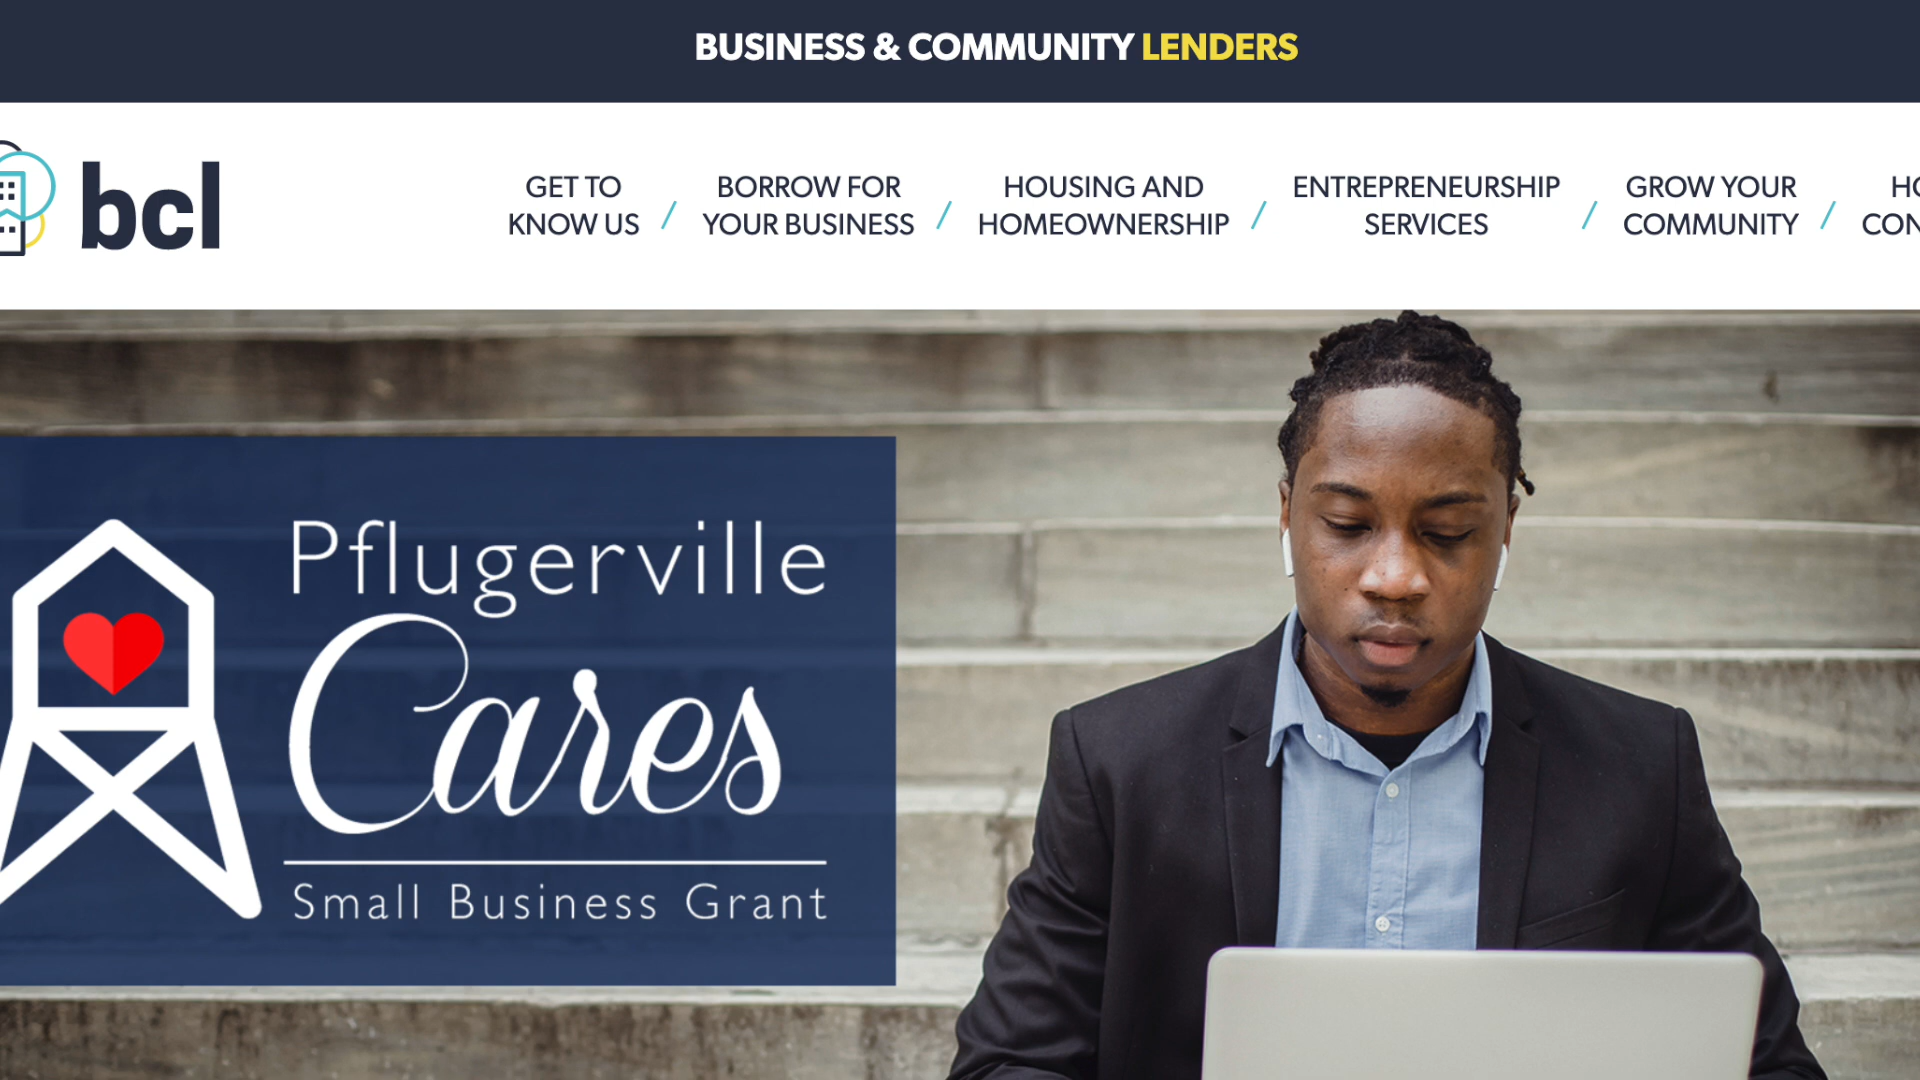 BUSINESS & COMMUNITY LENDERS
bcl
GET TO
KNOW US
/
BORROW FOR
YOUR BUSINESS
/
HOUSING AND
HOMEOWNERSHIP
/
ENTREPRENEURSHIP
SERVICES
/
GROW YOUR
COMMUNITY
/
Pflugerville
Cares
Small Business Grant